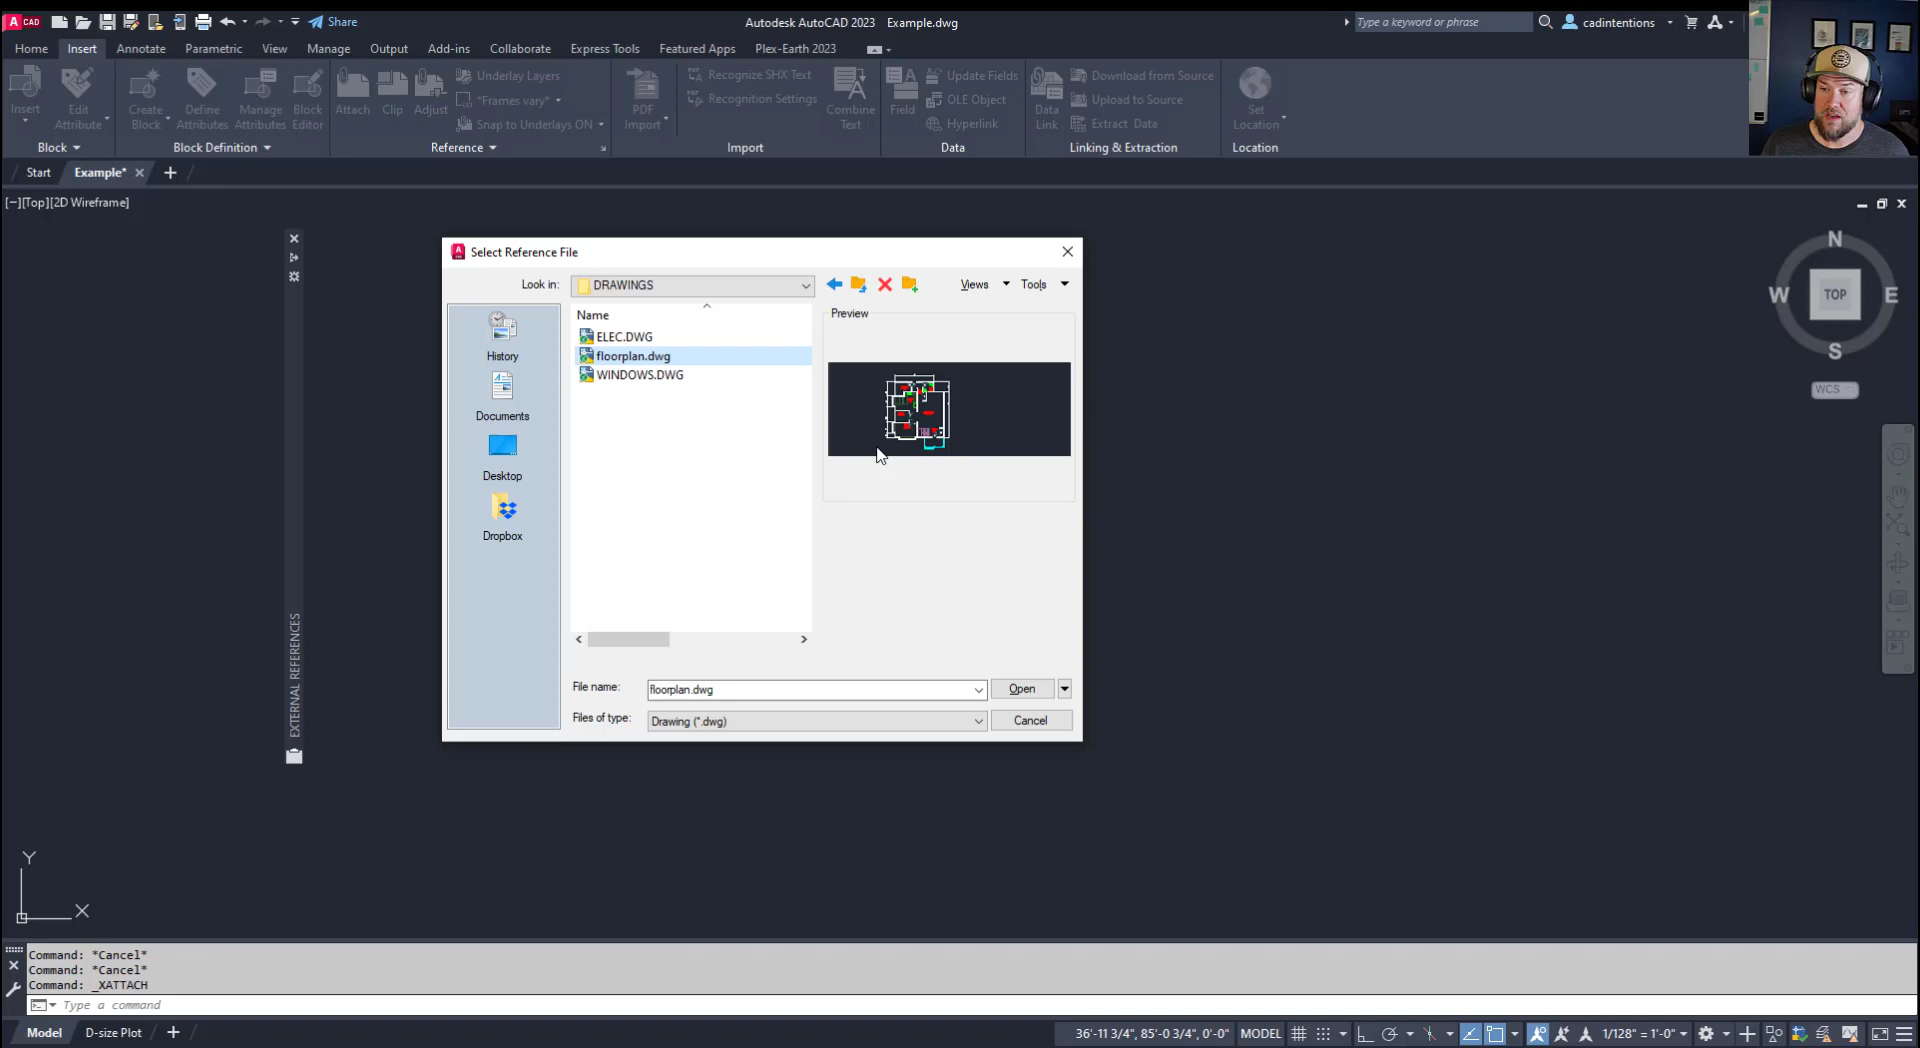 A CAD
Share
Autodesk AutoCAD 2023 Example.dwg
Type a keyword or phrase
cadintentions
Home Insert Annotate Parametric View Manage Output Add-ins Collaborate Express Tools Featured Apps Plex-Earth 2023
Insert
Edit Attribute
Create Block
Define Attributes
Manage Attributes
Block Editor
Attach
Clip
Adjust
Underlay Layers
*Frames vary*
Snap to Underlays ON
PDF Import
Recognize SHX Text
Recognition Settings
Combine Text
Field
Update Fields
OLE Object
Hyperlink
Data Link
Download from Source
Upload to Source
Extract Data
Set Location
Block
Block Definition
Reference
Import
Data
Linking & Extraction
Location
Start
Example*
[−][Top][2D Wireframe]
N
W TOP E
S
WCS
Select Reference File
Look in: DRAWINGS
Views
Tools
Name
ELEC.DWG
floorplan.dwg
WINDOWS.DWG
Preview
History
Documents
Desktop
Dropbox
File name: floorplan.dwg
Open
Files of type: Drawing (*.dwg)
Cancel
EXTERNAL REFERENCES
Y
X
Command: *Cancel*
Command: *Cancel*
Command: _XATTACH
Type a command
Model
D-size Plot
36'-11 3/4", 85'-0 3/4", 0'-0"
MODEL
1/128" = 1'-0"